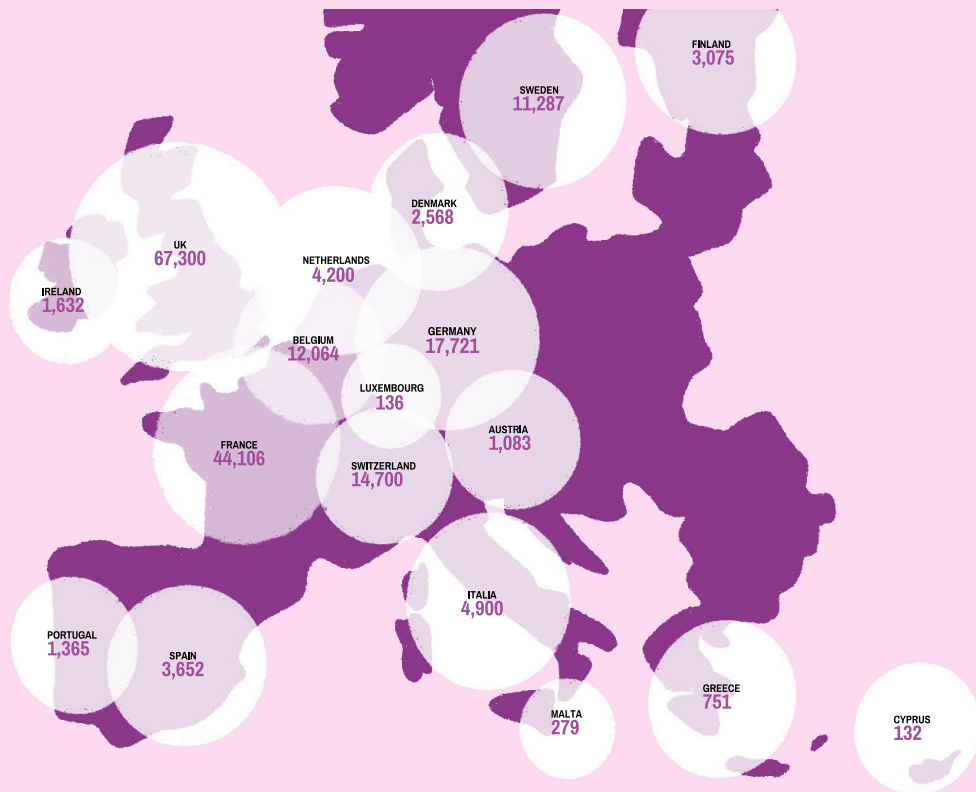 FINLAND
3,075
SWEDEN
11,287
DENMARK
2,568
UK
67,300
NETHERLANDS
4,200
IRELAND
1,632
BELGIUM
12,064
GERMANY
17,721
LUXEMBOURG
136
FRANCE
44,106
AUSTRIA
1,083
SWITZERLAND
14,700
ITALIA
4,900
PORTUGAL
1,365
SPAIN
3,652
GREECE
751
MALTA
279
CYPRUS
132